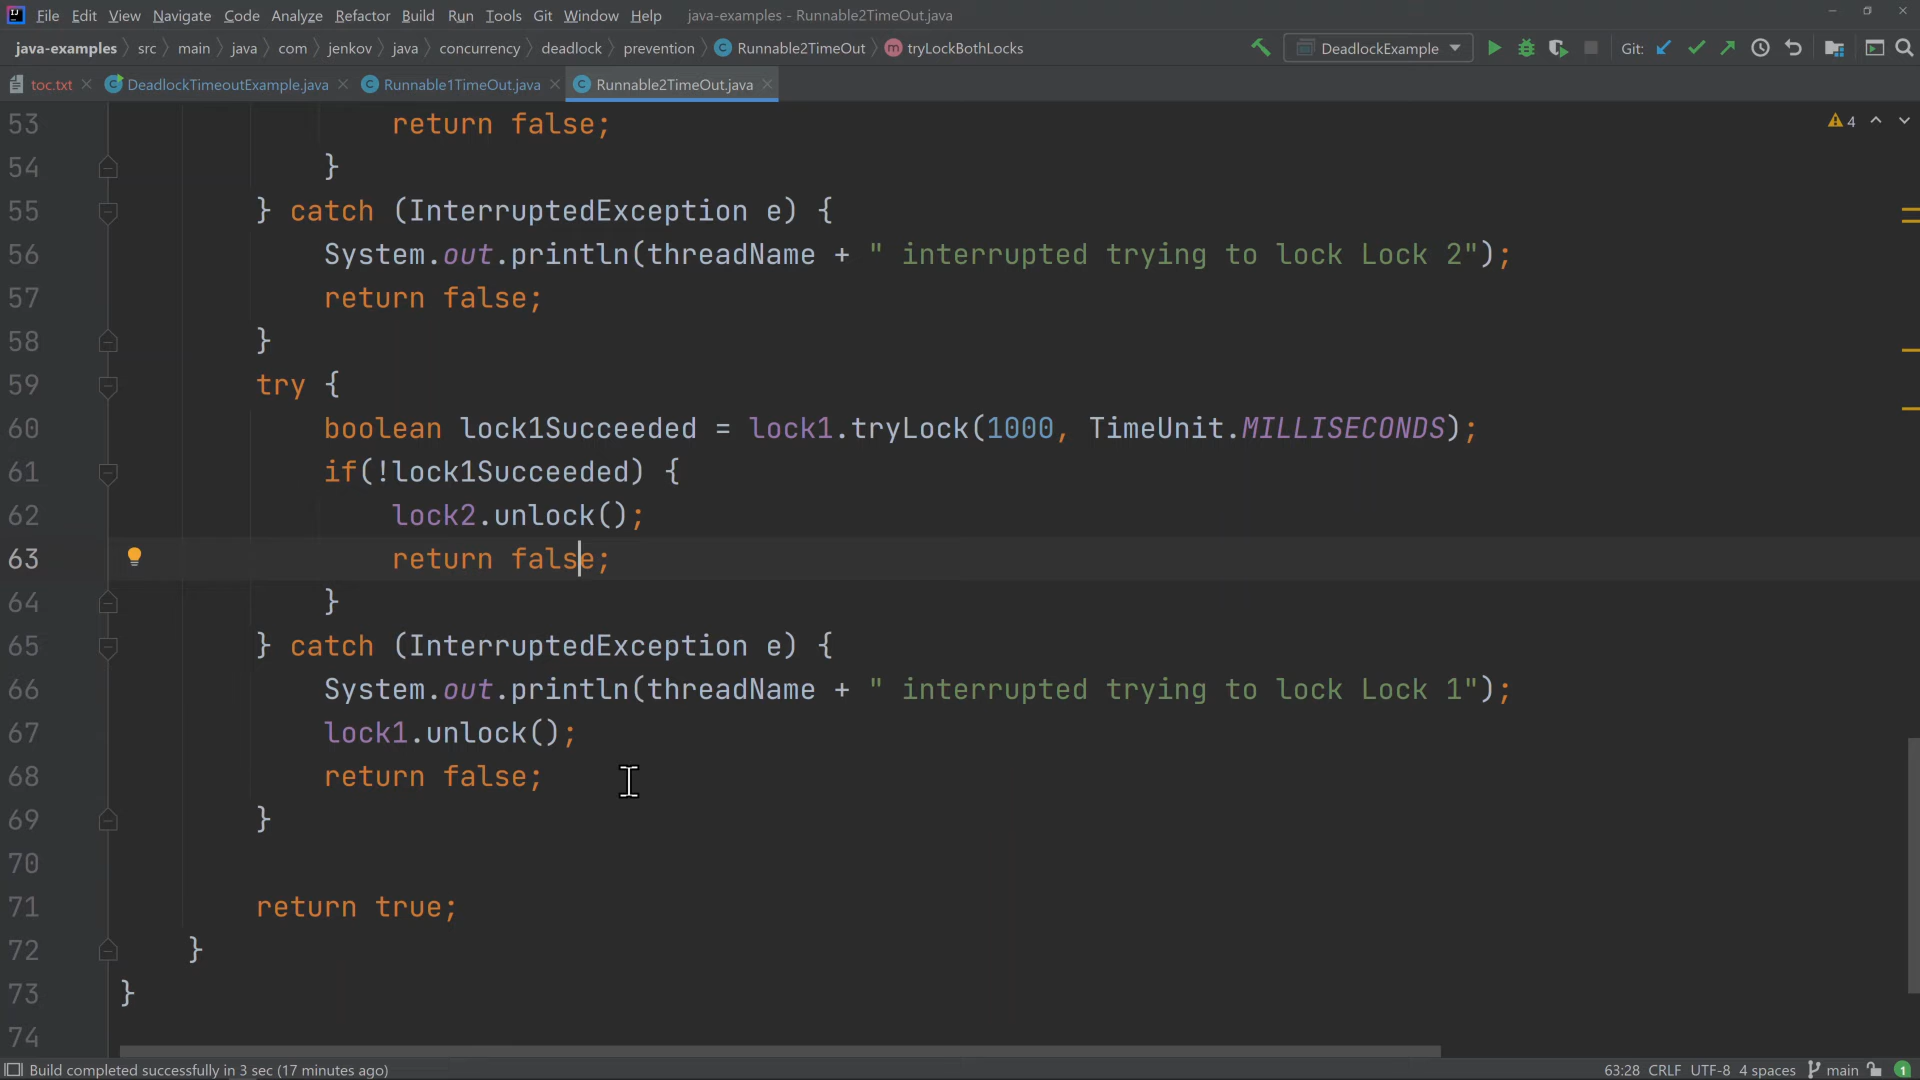 File Edit View Navigate Code Analyze Refactor Build Run Tools Git Window Help java-examples - Runnable2TimeOut.java
java-examples src main java com jenkov java concurrency deadlock prevention Runnable2TimeOut tryLockBothLocks DeadlockExample Git:
toc.txt DeadlockTimeoutExample.java Runnable1TimeOut.java Runnable2TimeOut.java
53 return false;
4
54 }
55 } catch (InterruptedException e) {
56 System.out.println(threadName + " interrupted trying to lock Lock 2");
57 return false;
58 }
59 try {
60 boolean lock1Succeeded = lock1.tryLock(1000, TimeUnit.MILLISECONDS);
61 if(!lock1Succeeded) {
62 lock2.unlock();
63 return false;
64 }
65 } catch (InterruptedException e) {
66 System.out.println(threadName + " interrupted trying to lock Lock 1");
67 lock1.unlock();
68 return false;
69 }
70
71 return true;
72 }
73 }
74
Build completed successfully in 3 sec (17 minutes ago) 63:28 CRLF UTF-8 4 spaces main 1